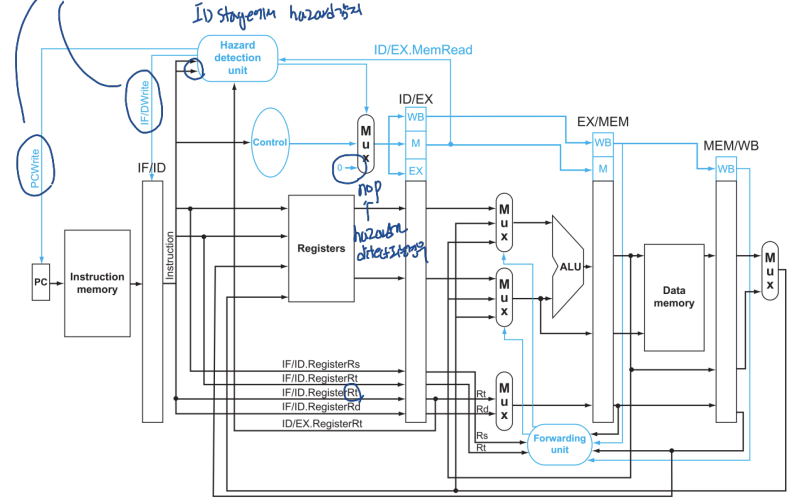 ID stage에서 hazard감지
Hazard
detection
unit
ID/EX.MemRead
IF/DWrite
PCWrite
Control
M
u
x
0
nop
↑
hazard가
detect되었을때
ID/EX
WB
M
EX
EX/MEM
WB
M
MEM/WB
WB
IF/ID
Instruction
PC
Instruction
memory
Registers
M
u
x
M
u
x
ALU
Data
memory
M
u
x
IF/ID.RegisterRs
IF/ID.RegisterRt
IF/ID.RegisterRt
IF/ID.RegisterRd
ID/EX.RegisterRt
Rt
Rd
M
u
x
Rs
Rt
Forwarding
unit